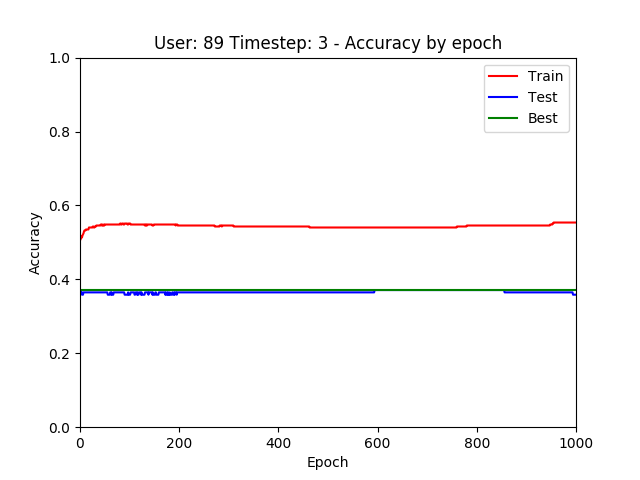 User: 89 Timestep: 3 - Accuracy by epoch
1.0
0.8
0.6
0.4
0.2
0.0
Accuracy
Train
Test
Best
0 200 400 600 800 1000
Epoch